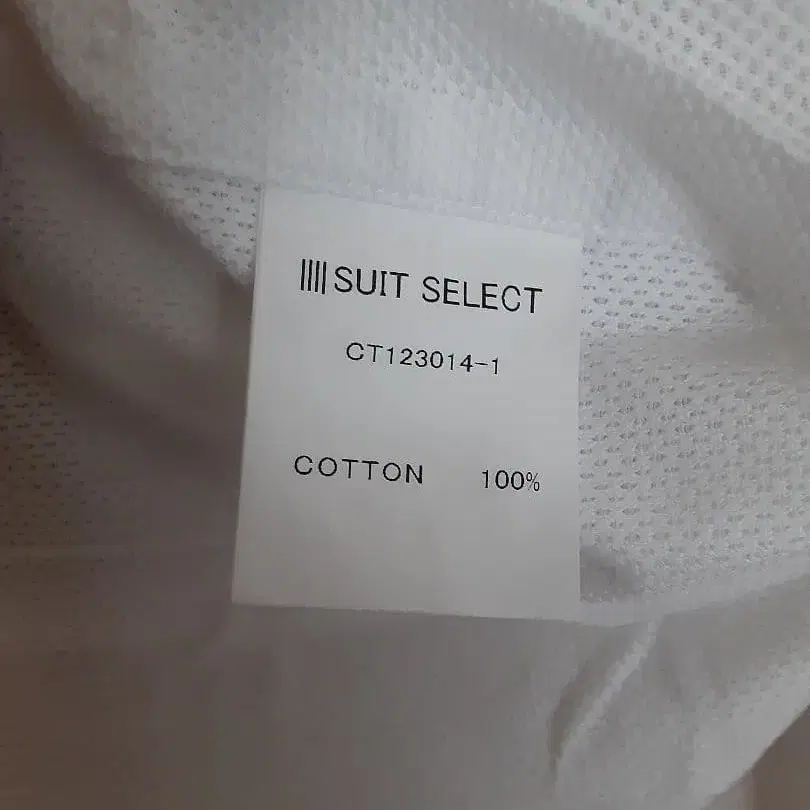 SUIT SELECT
CT123014-1
COTTON 100%